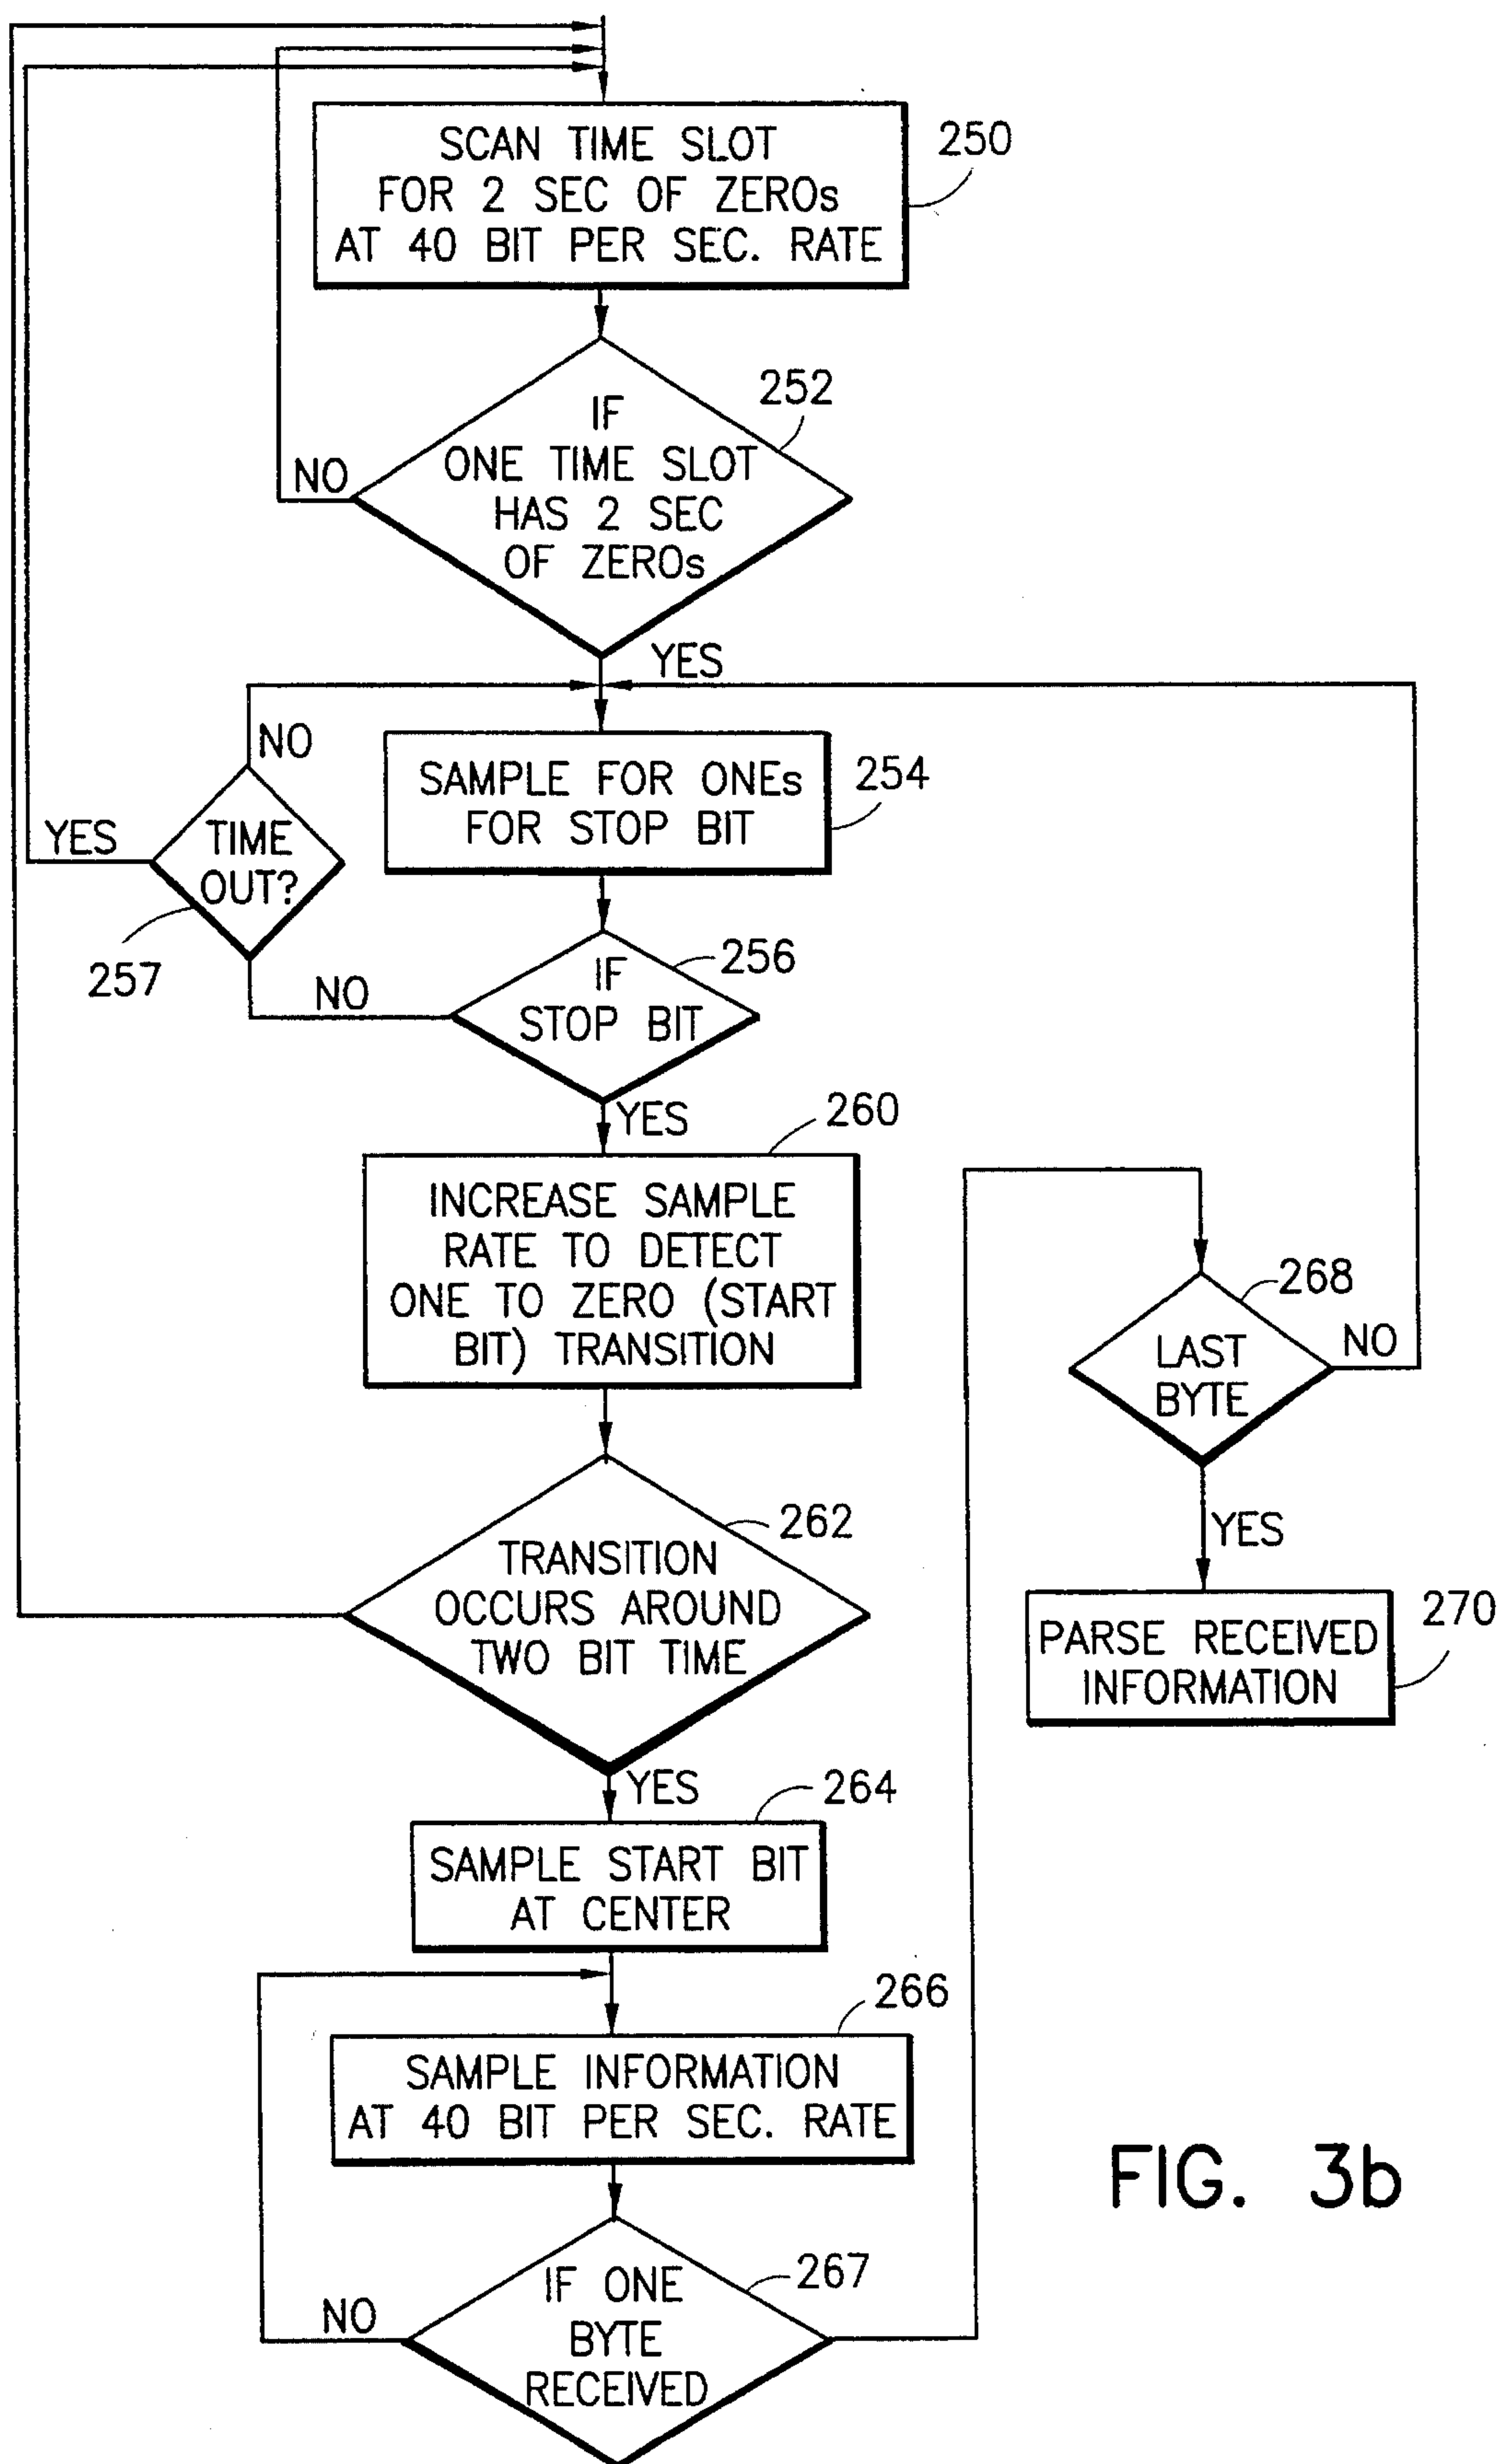 SCAN TIME SLOT
FOR 2 SEC OF ZEROs
AT 40 BIT PER SEC. RATE
250
252
IF
ONE TIME SLOT
HAS 2 SEC
OF ZEROs
NO
YES
NO
SAMPLE FOR ONEs
FOR STOP BIT
254
YES
TIME
OUT?
257
NO
IF
STOP BIT
256
YES
260
INCREASE SAMPLE
RATE TO DETECT
ONE TO ZERO (START
BIT) TRANSITION
262
TRANSITION
OCCURS AROUND
TWO BIT TIME
YES
264
SAMPLE START BIT
AT CENTER
266
SAMPLE INFORMATION
AT 40 BIT PER SEC. RATE
267
IF ONE
BYTE
RECEIVED
NO
268
LAST
BYTE
NO
YES
270
PARSE RECEIVED
INFORMATION
FIG. 3b